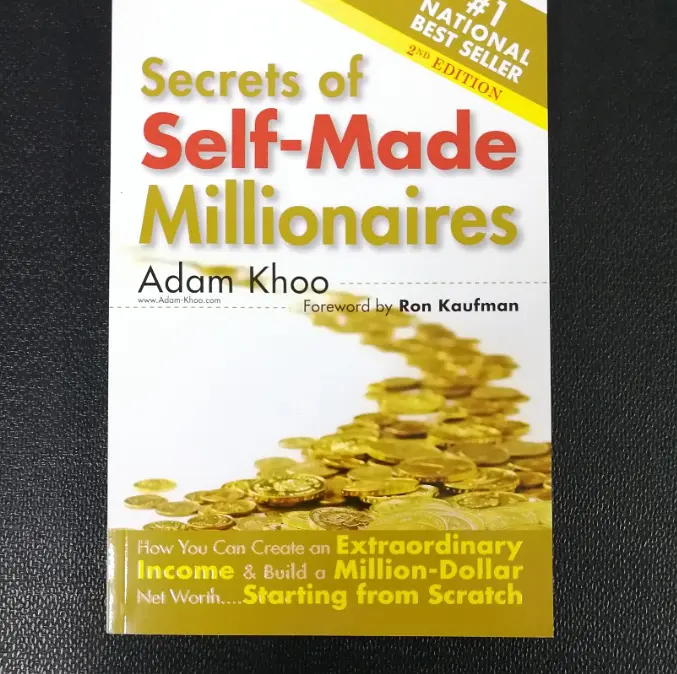 #1
NATIONAL
BEST SELLER
2ND EDITION
Secrets of
Self-Made
Millionaires
Adam Khoo
www.Adam-Khoo.com
Foreword by Ron Kaufman
How You Can Create an Extraordinary
Income & Build a Million-Dollar
Net Worth.... Starting from Scratch